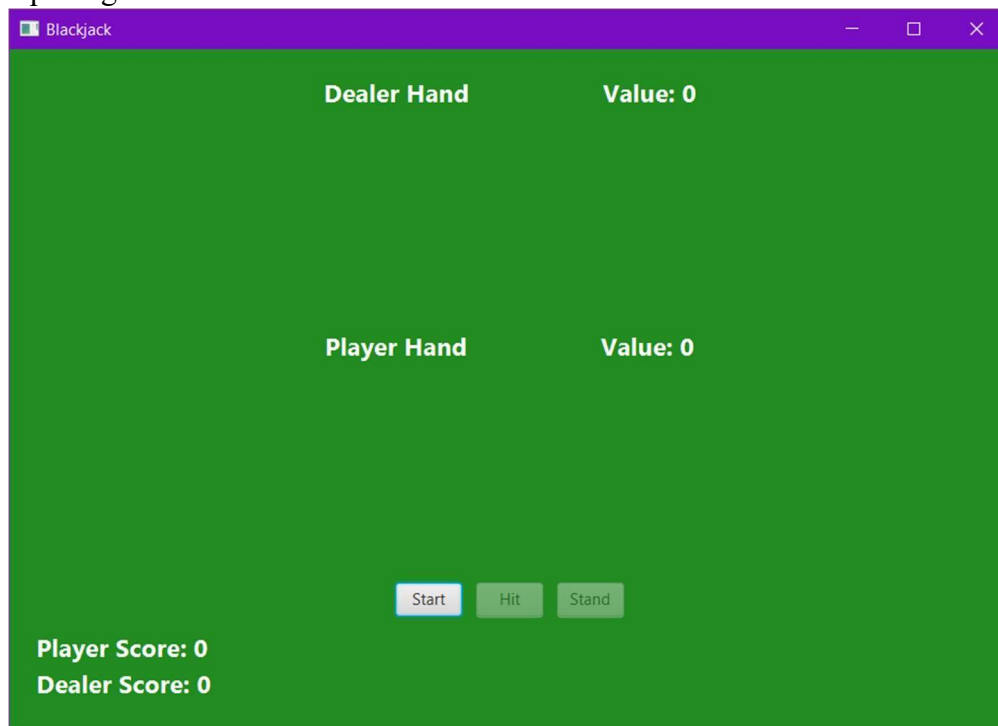 Blackjack
Dealer Hand Value: 0
Player Hand Value: 0
Start Hit Stand
Player Score: 0
Dealer Score: 0